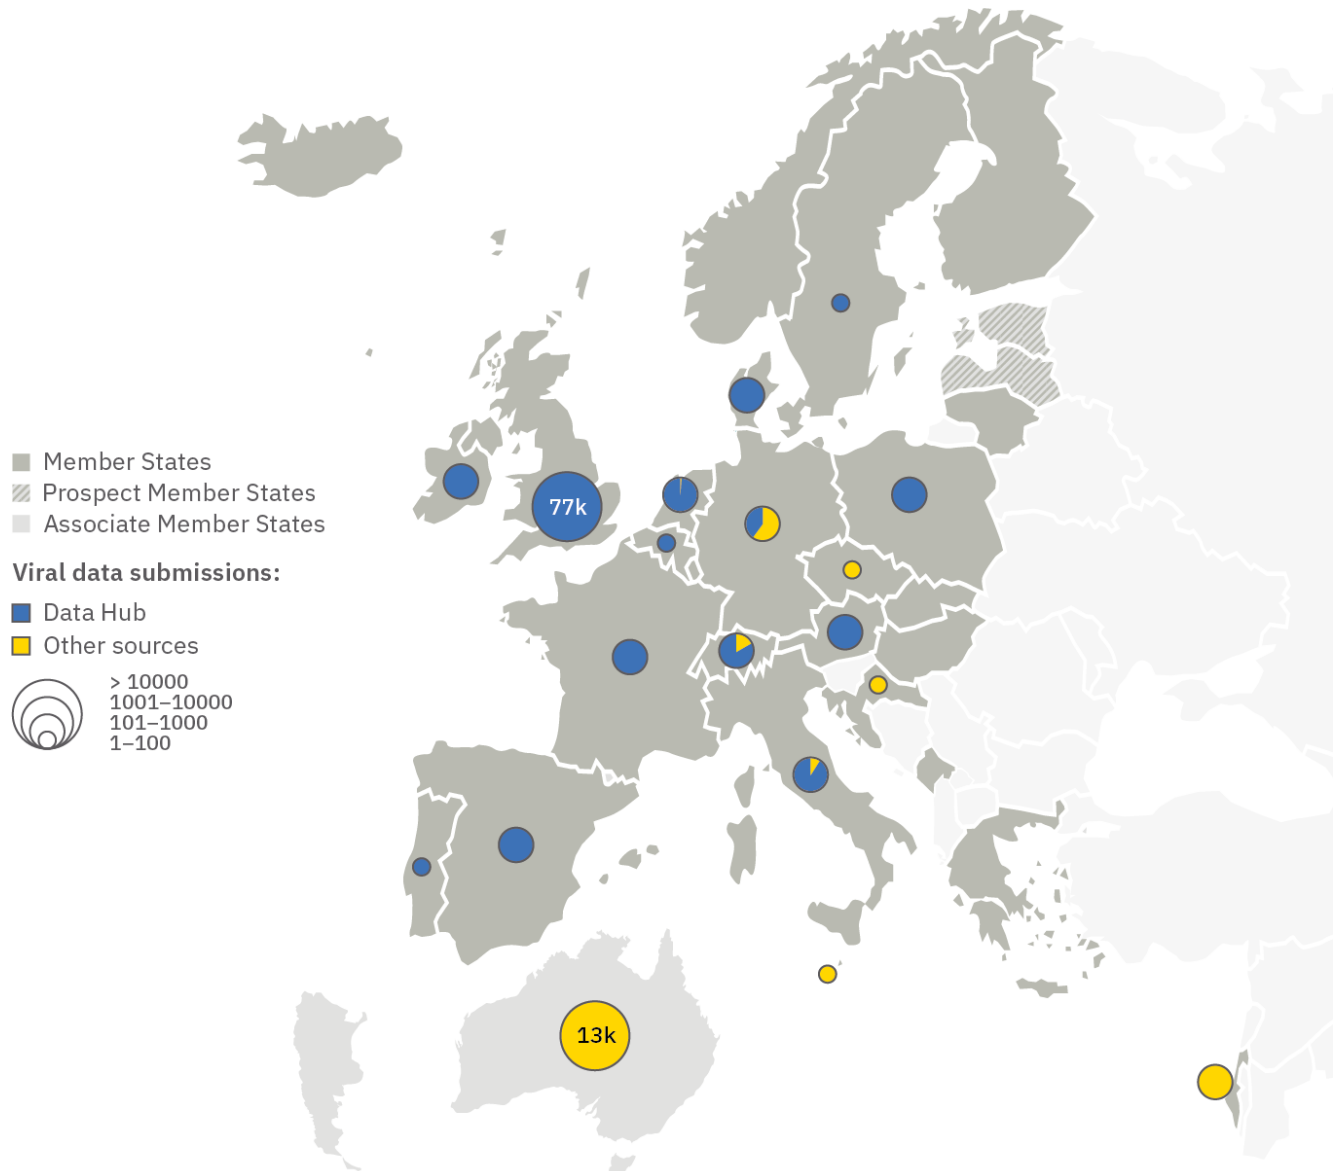 77k
Member States
Prospect Member States
Associate Member States
Viral data submissions:
Data Hub
Other sources
> 10000
1001–10000
101–1000
1–100
13k